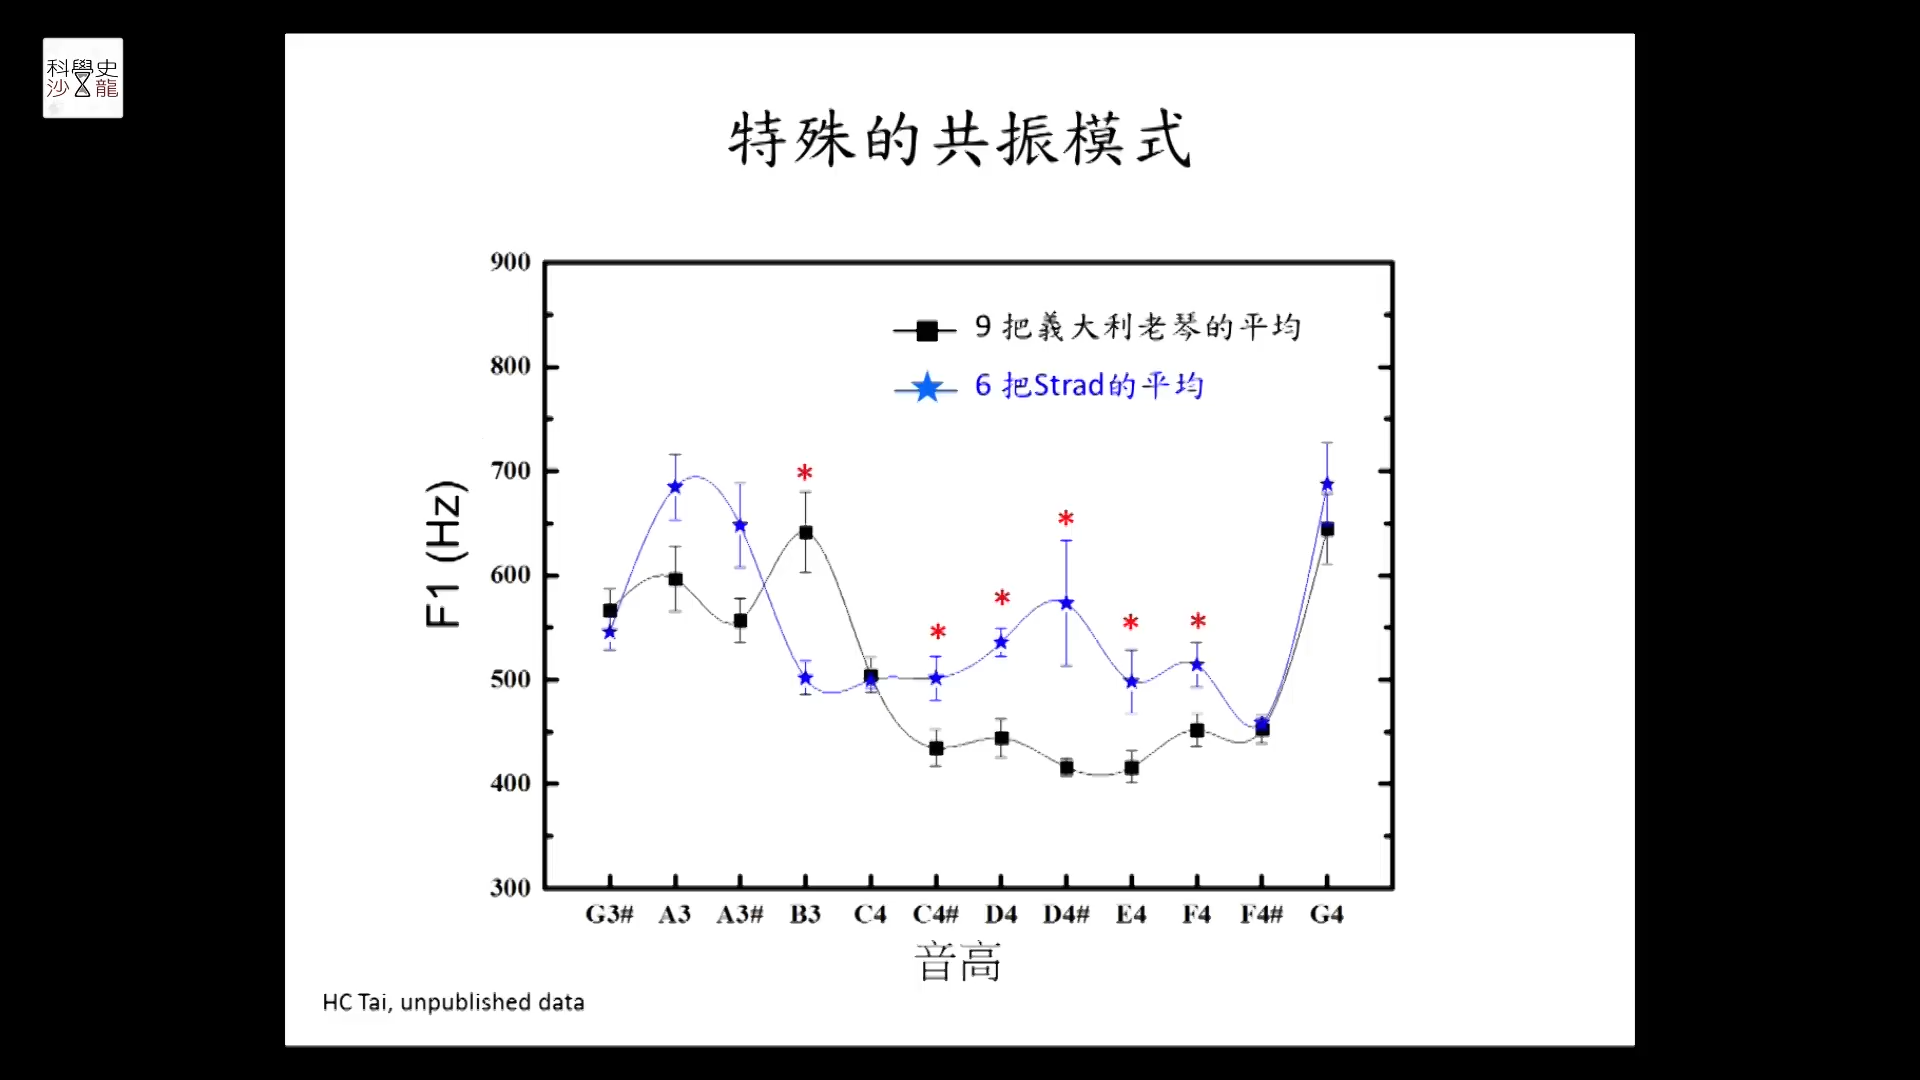 科學史
沙龍
特殊的共振模式
900
800
700
600
500
400
300
F1 (Hz)
9 把義大利老琴的平均
6 把Strad的平均
*
*
*
*
*
*
G3# A3 A3# B3 C4 C4# D4 D4# E4 F4 F4# G4
音高
HC Tai, unpublished data